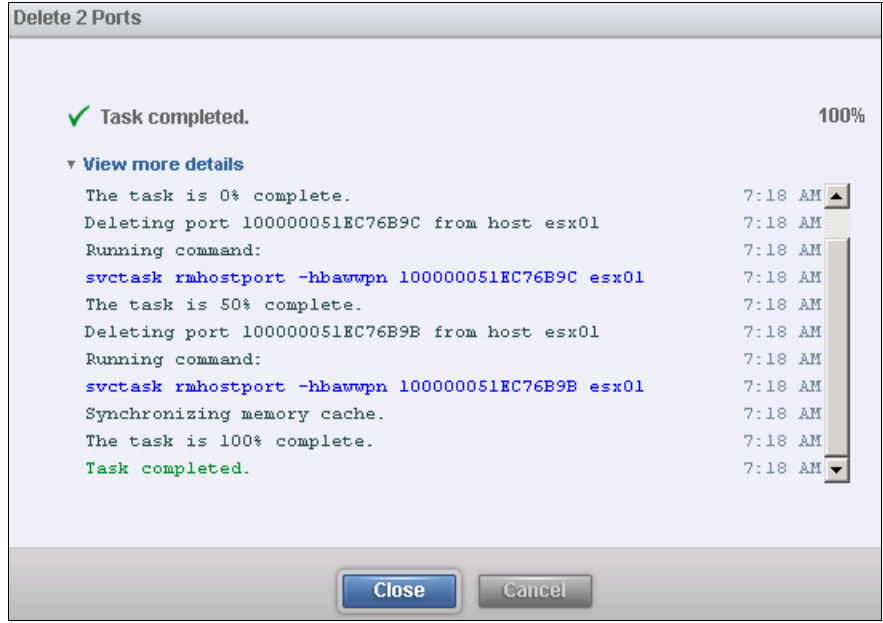 Delete 2 Ports
Task completed. 100%
View more details
The task is 0% complete. 7:18 AM
Deleting port 100000051EC76B9C from host esx01 7:18 AM
Running command: 7:18 AM
svctask rmhostport -hbawwpn 100000051EC76B9C esx01 7:18 AM
The task is 50% complete. 7:18 AM
Deleting port 100000051EC76B9B from host esx01 7:18 AM
Running command: 7:18 AM
svctask rmhostport -hbawwpn 100000051EC76B9B esx01 7:18 AM
Synchronizing memory cache. 7:18 AM
The task is 100% complete. 7:18 AM
Task completed. 7:18 AM
Close Cancel